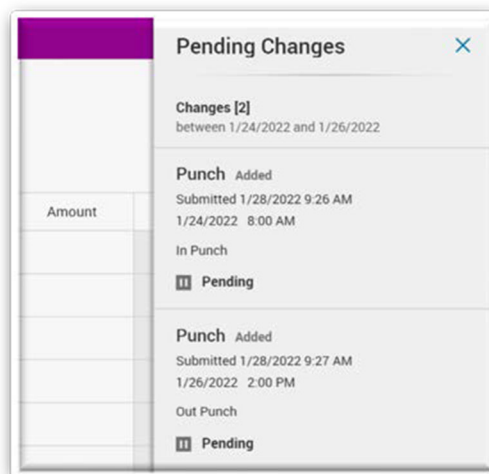 Pending Changes
Changes [2]
between 1/24/2022 and 1/26/2022
Punch Added
Submitted 1/28/2022 9:26 AM
Amount
1/24/2022 8:00 AM
In Punch
Pending
Punch Added
Submitted 1/28/2022 9:27 AM
1/26/2022 2:00 PM
Out Punch
Pending